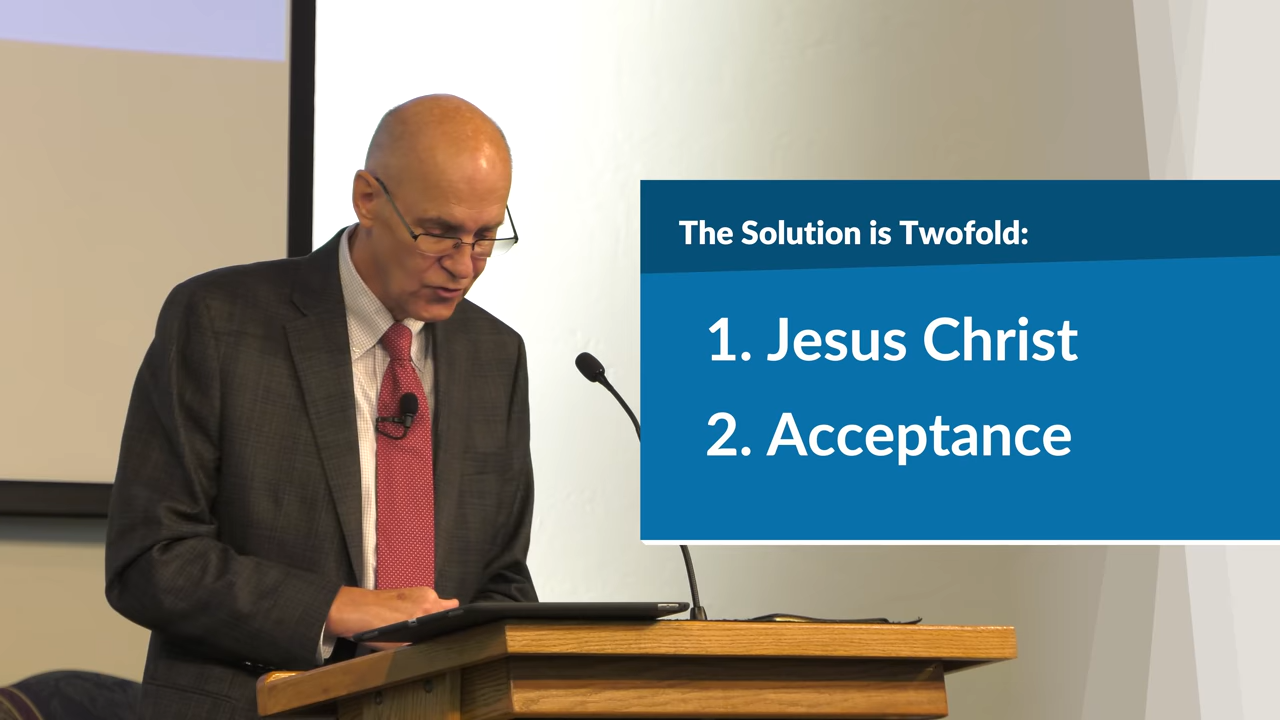 The Solution is Twofold:
1. Jesus Christ
2. Acceptance